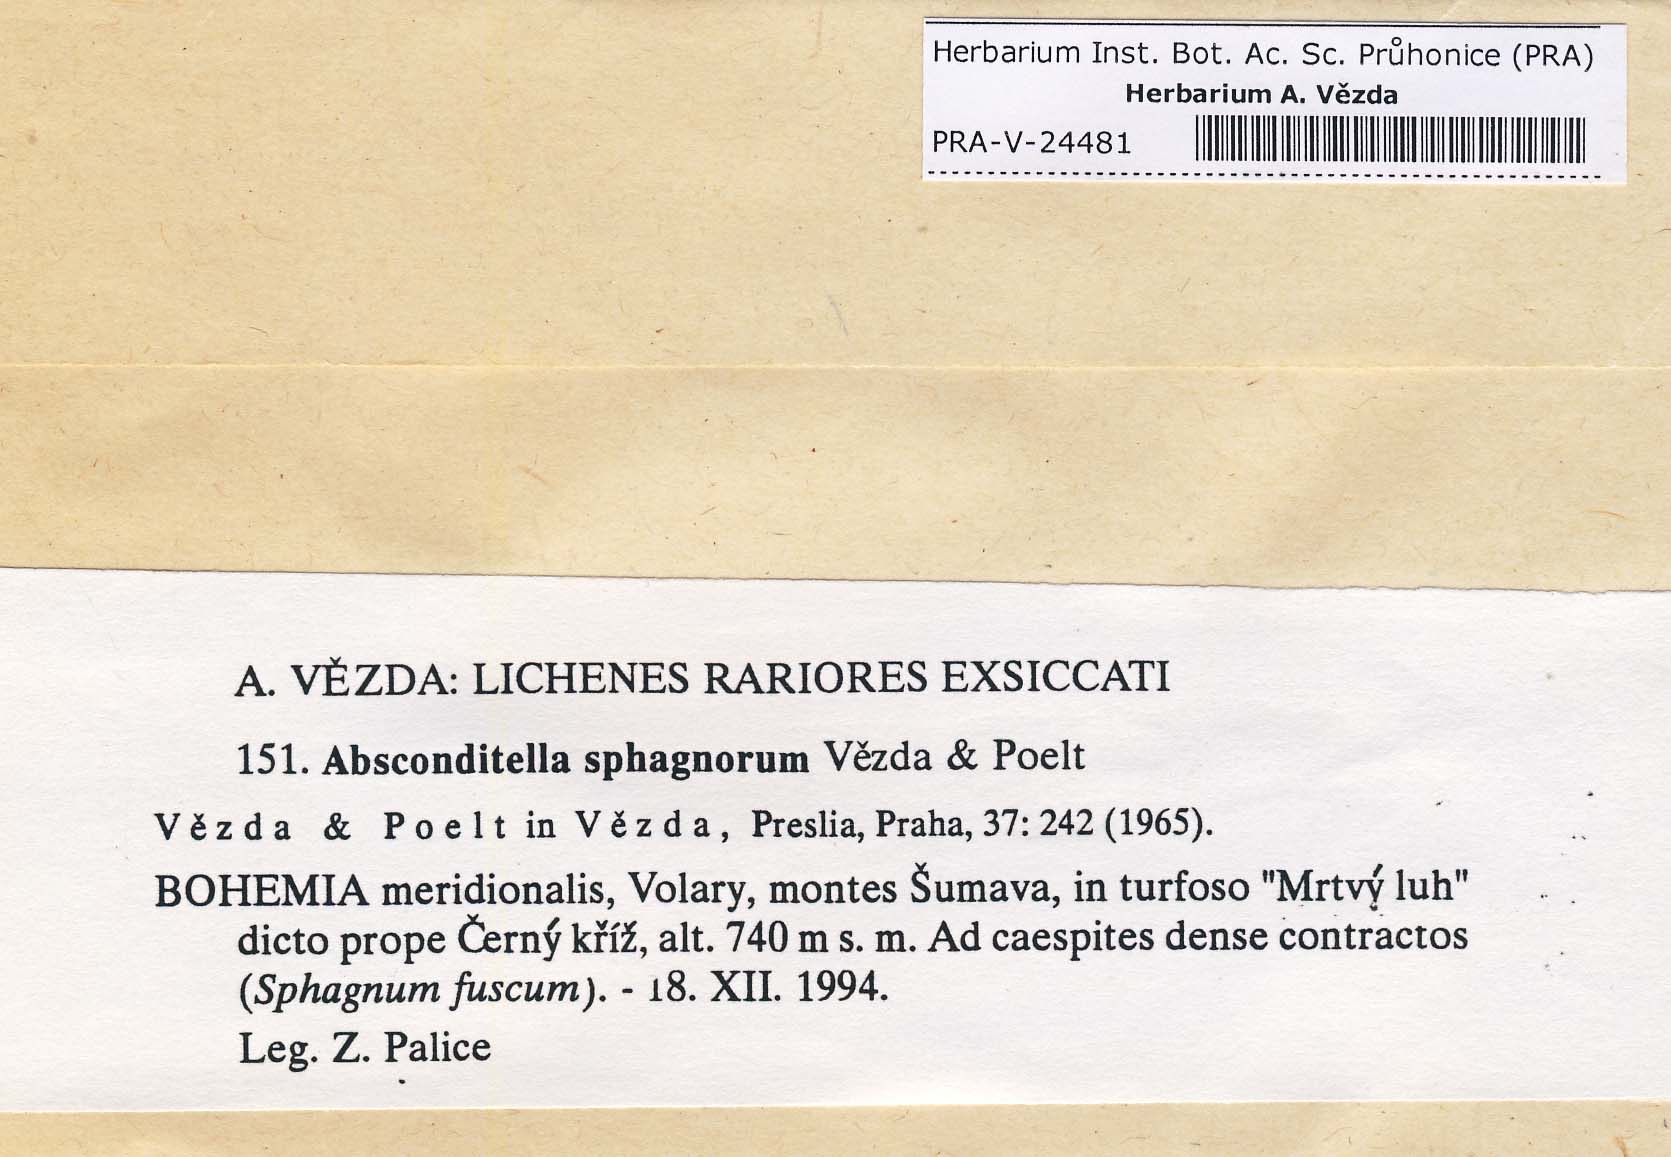 Herbarium Inst. Bot. Ac. Sc. Průhonice (PRA)
Herbarium A. Vězda
PRA-V-24481
A. VĚZDA: LICHENES RARIORES EXSICCATI
151. Absconditella sphagnorum Vězda & Poelt
Vězda & Poelt in Vězda, Preslia, Praha, 37: 242 (1965).
BOHEMIA meridionalis, Volary, montes Šumava, in turfoso "Mrtvý luh"
dicto prope Černý kříž, alt. 740 m s. m. Ad caespites dense contractos
(Sphagnum fuscum). - 18. XII. 1994.
Leg. Z. Palice